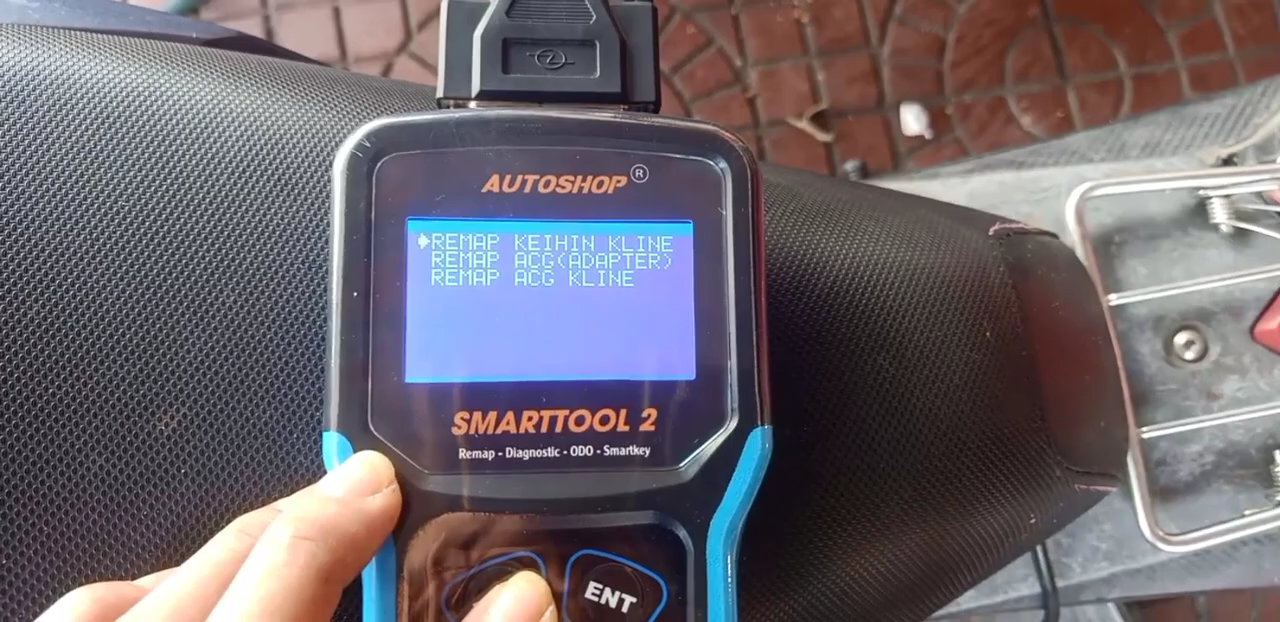 AUTOSHOP®
REMAP KEIHIN KLINE
REMAP ACG(ADAPTER)
REMAP ACG KLINE
SMARTTOOL 2
Remap - Diagnostic - ODO - Smartkey
ENT